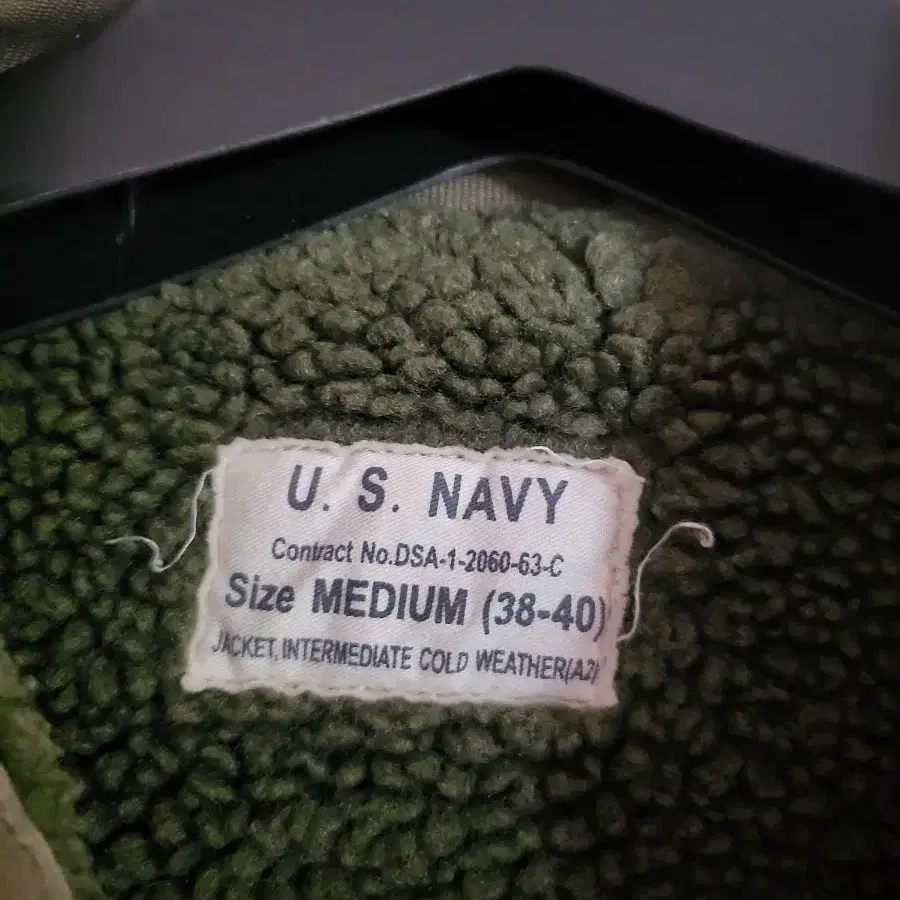 U. S. NAVY
Contract No.DSA-1-2060-63-C
Size MEDIUM (38-40)
JACKET, INTERMEDIATE COLD WEATHER(A2)